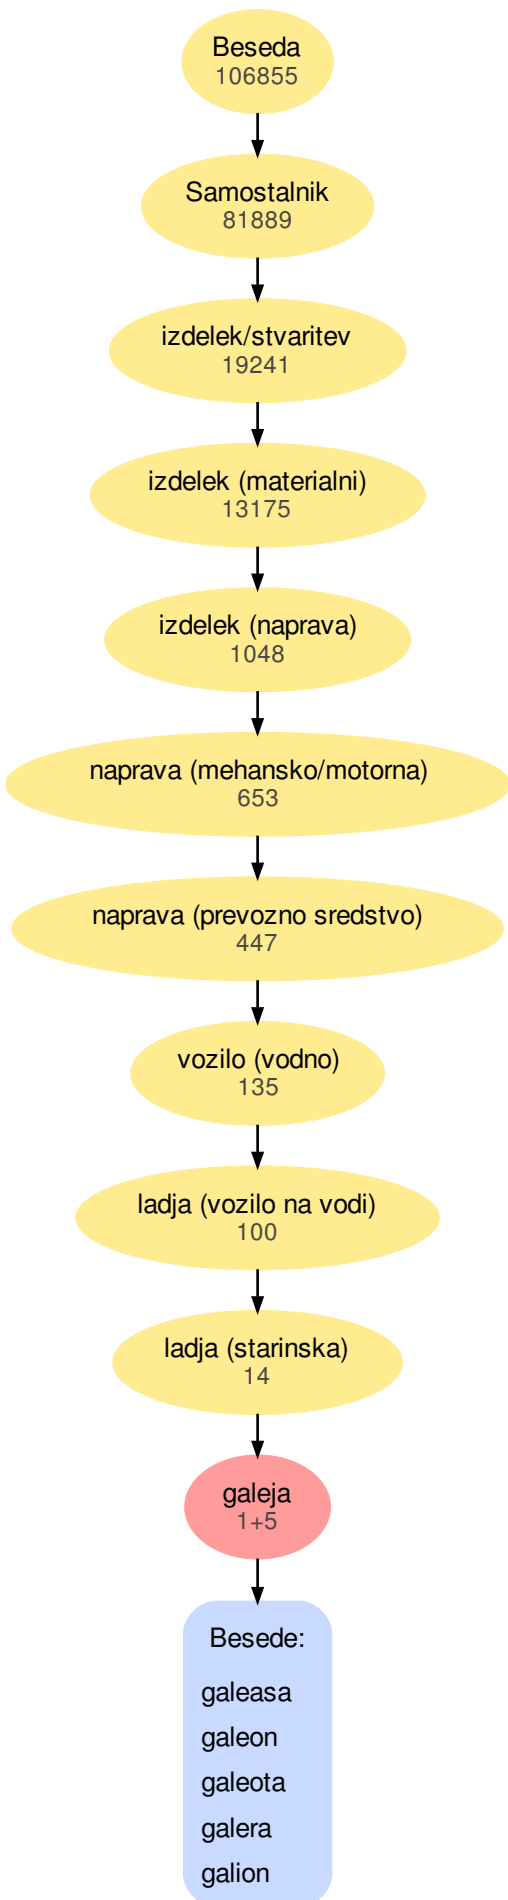 Beseda
106855
Samostalnik
81889
izdelek/stvaritev
19241
izdelek (materialni)
13175
izdelek (naprava)
1048
naprava (mehansko/motorna)
653
naprava (prevozno sredstvo)
447
vozilo (vodno)
135
ladja (vozilo na vodi)
100
ladja (starinska)
14
galeja
1+5
Besede:
galeasa
galeon
galeota
galera
galion